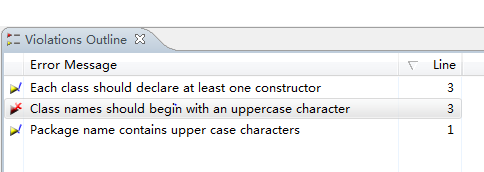 Violations Outline
Error Message Line
Each class should declare at least one constructor 3
Class names should begin with an uppercase character 3
Package name contains upper case characters 1